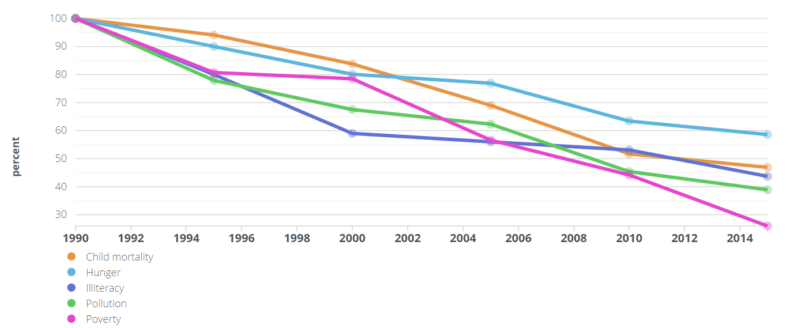 100
90
80
70
60
50
40
30
percent
1990 1992 1994 1996 1998 2000 2002 2004 2006 2008 2010 2012 2014
Child mortality
Hunger
Illiteracy
Pollution
Poverty